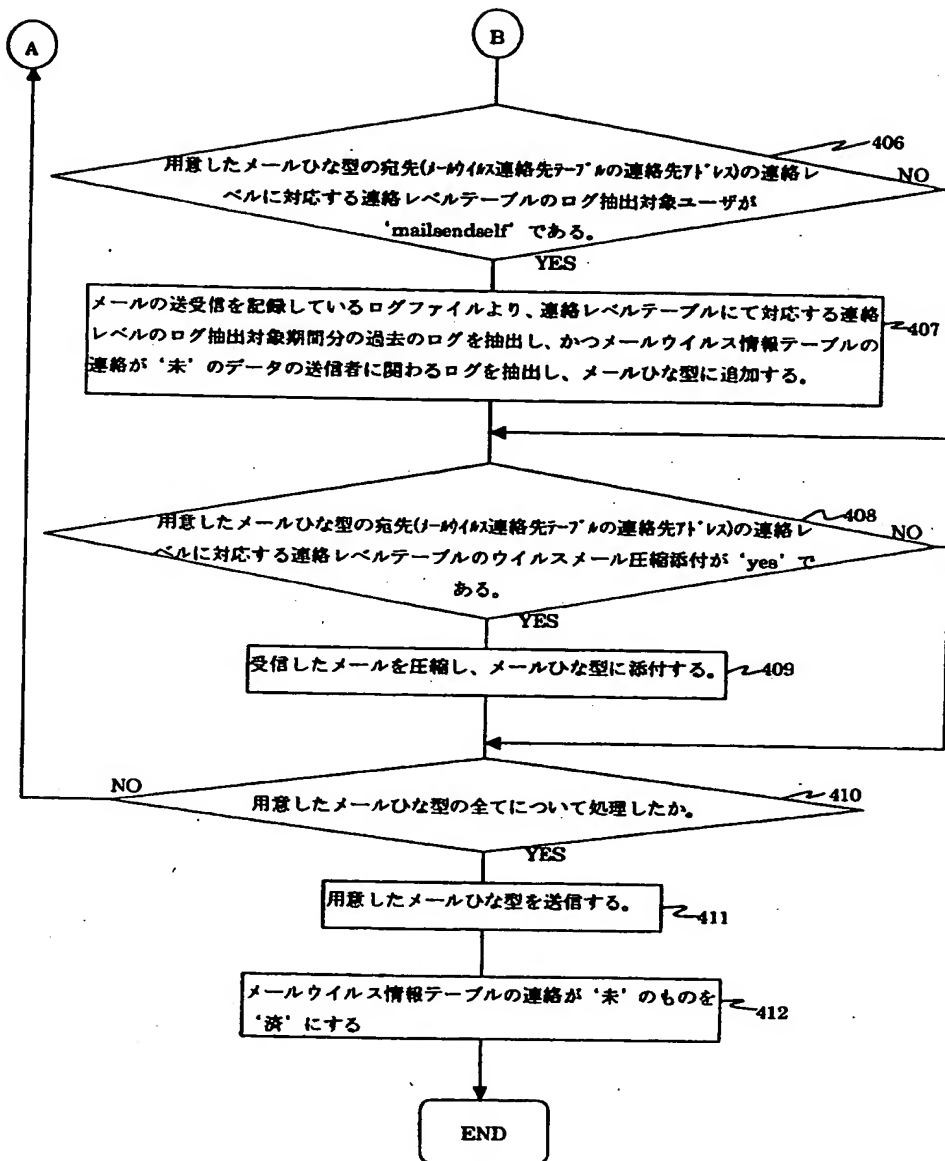 A
B
用意したメールひな型の宛先(ﾒｰﾙｳｲﾙｽ連絡先ﾃｰﾌﾞﾙの連絡先ｱﾄﾞﾚｽ)の連絡レ
ベルに対応する連絡レベルテーブルのログ抽出対象ユーザが
‘mailsendself’である。
406
NO
YES
メールの送受信を記録しているログファイルより、連絡レベルテーブルにて対応する連絡
レベルのログ抽出対象期間分の過去のログを抽出し、かつメールウイルス情報テーブルの
連絡が‘未’のデータの送信者に関わるログを抽出し、メールひな型に追加する。
407
用意したメールひな型の宛先(ﾒｰﾙｳｲﾙｽ連絡先ﾃｰﾌﾞﾙの連絡先ｱﾄﾞﾚｽ)の連絡レ
ベルに対応する連絡レベルテーブルのウイルスメール圧縮添付が‘yes’で
ある。
408
NO
YES
受信したメールを圧縮し、メールひな型に添付する。
409
NO
用意したメールひな型の全てについて処理したか。
410
YES
用意したメールひな型を送信する。
411
メールウイルス情報テーブルの連絡が‘未’のものを
‘済’にする
412
END